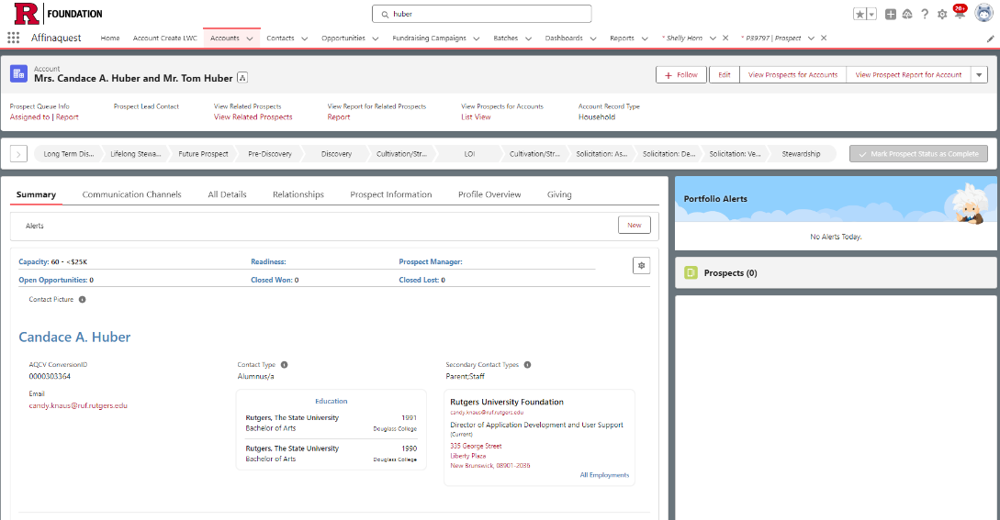 R FOUNDATION
huber
20+
Affinaquest
Home
Account Create LWC
Accounts
Contacts
Opportunities
Fundraising Campaigns
Batches
Dashboards
Reports
* Shelly Horn
* P39797 | Prospect
Account
Mrs. Candace A. Huber and Mr. Tom Huber
+ Follow
Edit
View Prospects for Accounts
View Prospect Report for Account
Prospect Queue Info
Assigned to | Report
Prospect Lead Contact
View Related Prospects
View Related Prospects
View Report for Related Prospects
Report
View Prospects for Accounts
List View
Account Record Type
Household
Long Term Dis...
Lifelong Stewa...
Future Prospect
Pre-Discovery
Discovery
Cultivation/Str...
LOI
Cultivation/Str...
Solicitation: As...
Solicitation: De...
Solicitation: Ve...
Stewardship
Mark Prospect Status as Complete
Summary
Communication Channels
All Details
Relationships
Prospect Information
Profile Overview
Giving
Alerts
New
Capacity: 60 - <$25K
Readiness:
Prospect Manager:
Open Opportunities: 0
Closed Won: 0
Closed Lost: 0
Contact Picture
Candace A. Huber
AQCV ConversionID
0000303364
Email
candy.knaus@ruf.rutgers.edu
Contact Type
Alumnus/a
Education
Rutgers, The State University 1991
Bachelor of Arts Douglass College
Rutgers, The State University 1990
Bachelor of Arts Douglass College
Secondary Contact Types
Parent;Staff
Rutgers University Foundation
candy.knaus@ruf.rutgers.edu
Director of Application Development and User Support
(Current)
335 George Street
Liberty Plaza
New Brunswick, 08901-2036
All Employments
Portfolio Alerts
No Alerts Today.
Prospects (0)